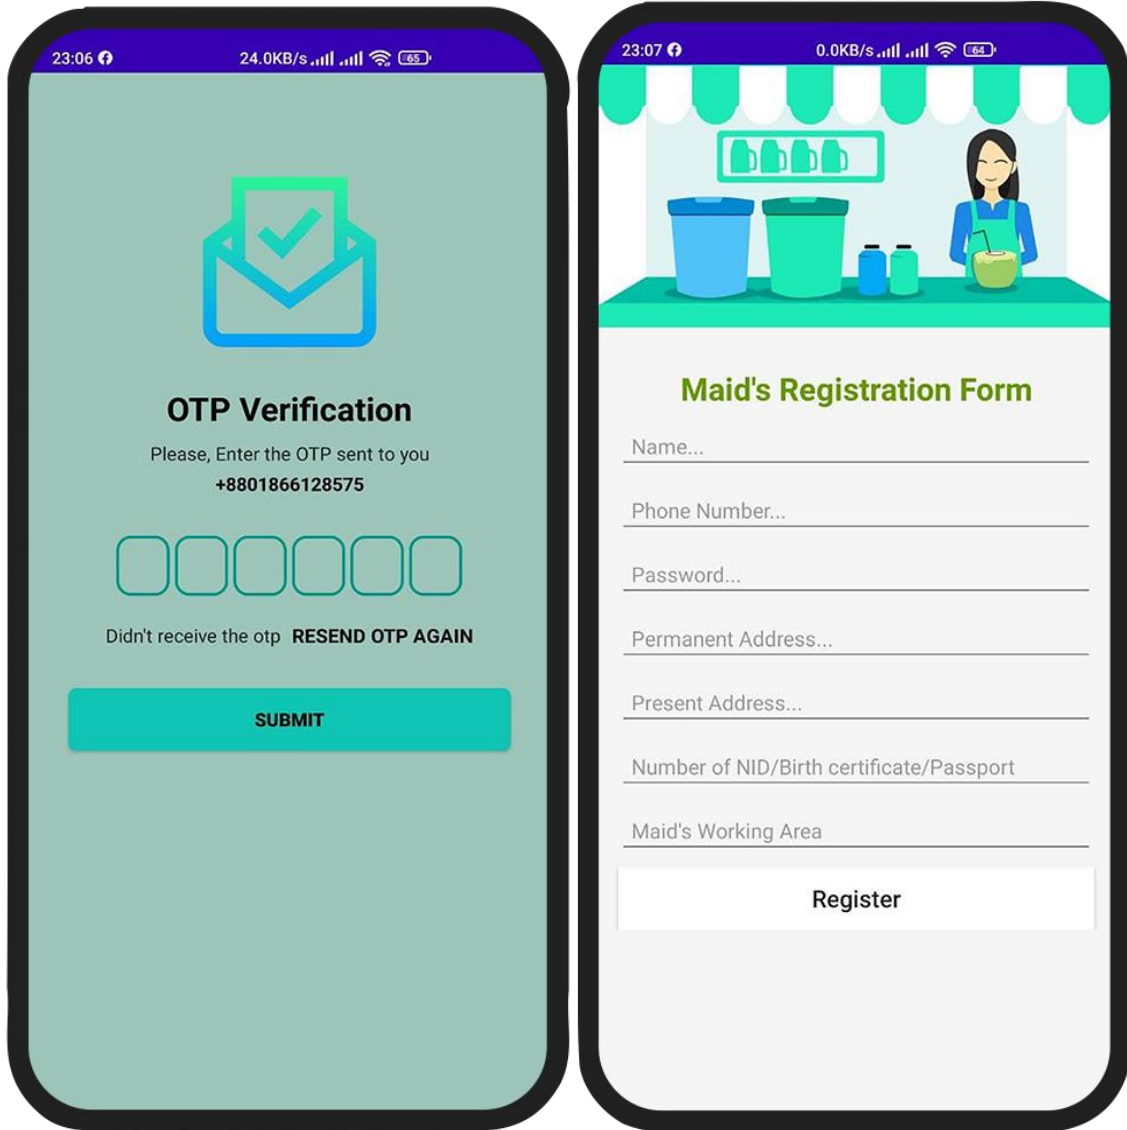 23:06 24.0KB/s 65
OTP Verification
Please, Enter the OTP sent to you
+8801866128575
Didn't receive the otp RESEND OTP AGAIN
SUBMIT
23:07 0.0KB/s 64
Maid's Registration Form
Name...
Phone Number...
Password...
Permanent Address...
Present Address...
Number of NID/Birth certificate/Passport
Maid's Working Area
Register